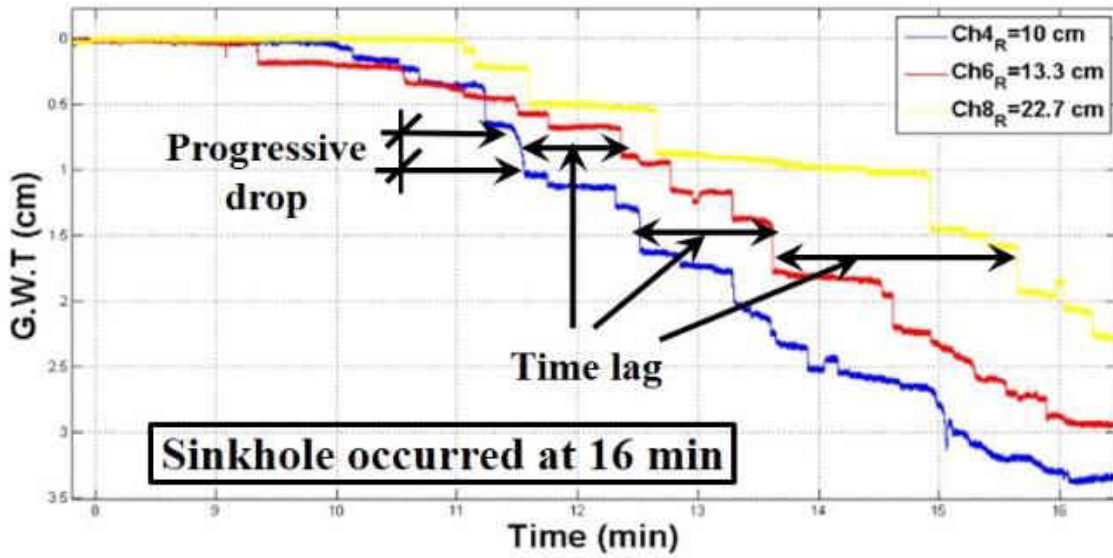 Ch4R=10 cm
Ch6R=13.3 cm
Ch8R=22.7 cm
0
0.5
1
1.5
2
2.5
3
3.5
G.W.T (cm)
Progressive
drop
Time lag
Sinkhole occurred at 16 min
8 9 10 11 12 13 14 15 16
Time (min)